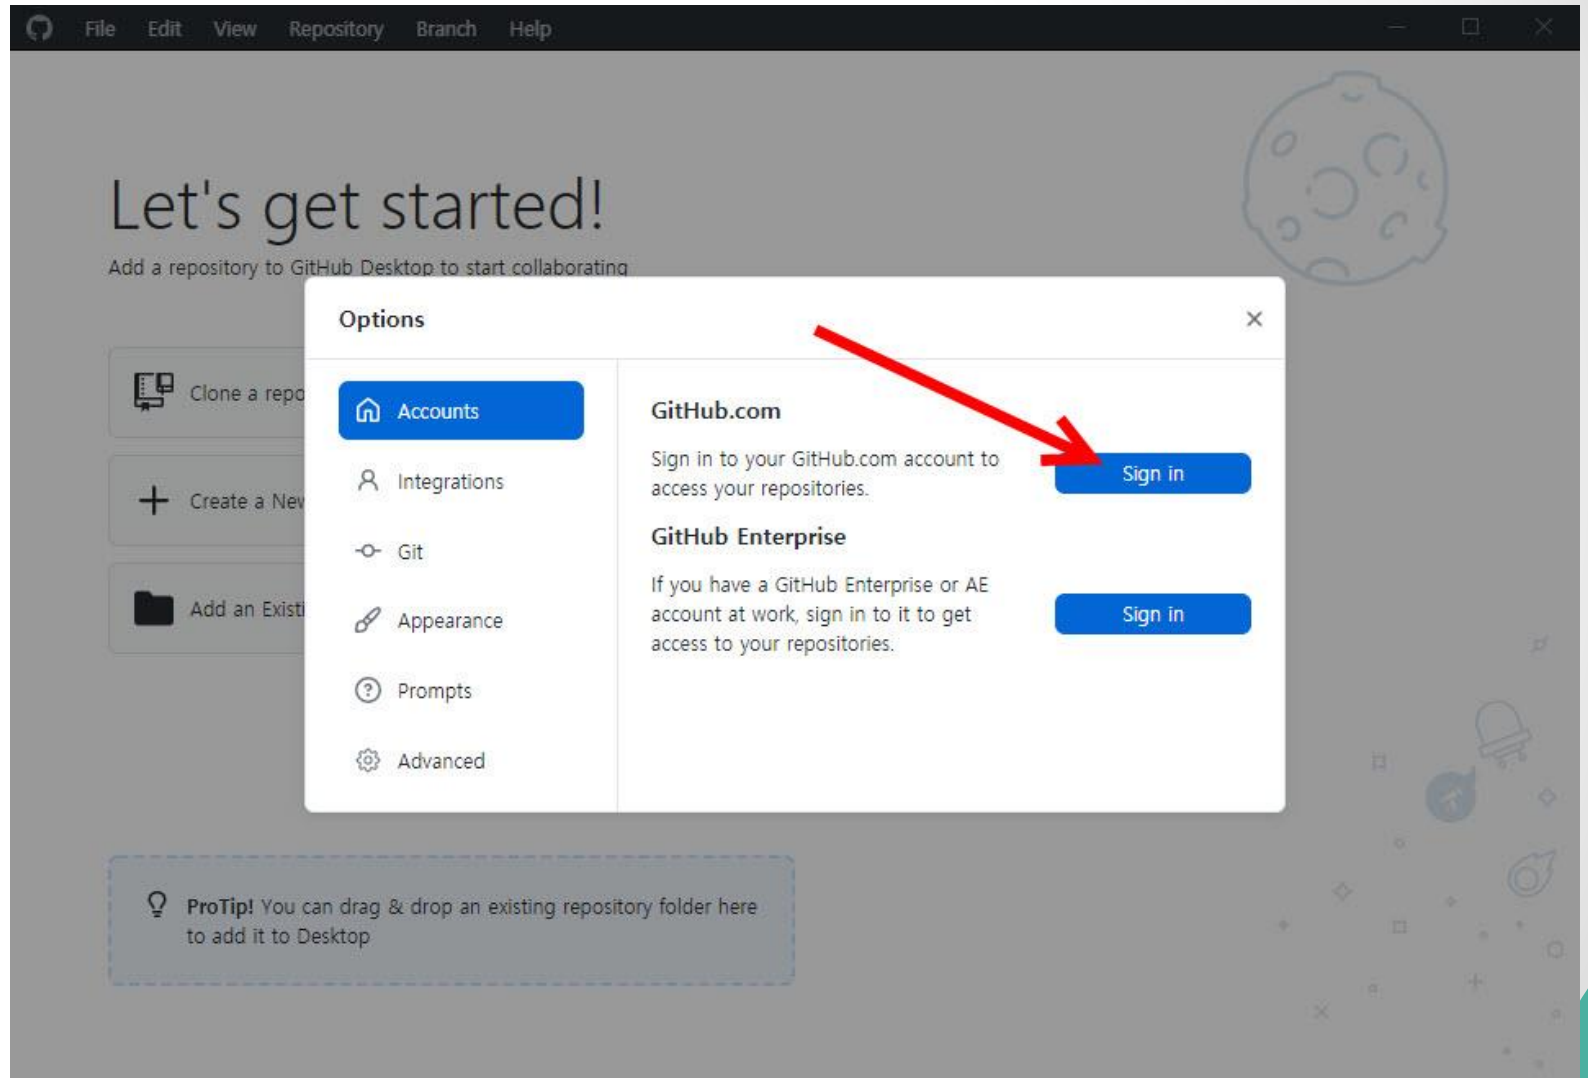 File Edit View Repository Branch Help
Let's get started!
Add a repository to GitHub Desktop to start collaborating
Clone a repo
Create a New
Add an Existi
Options
Accounts
Integrations
Git
Appearance
Prompts
Advanced
GitHub.com
Sign in to your GitHub.com account to
access your repositories.
Sign in
GitHub Enterprise
If you have a GitHub Enterprise or AE
account at work, sign in to it to get
access to your repositories.
Sign in
ProTip! You can drag & drop an existing repository folder here
to add it to Desktop